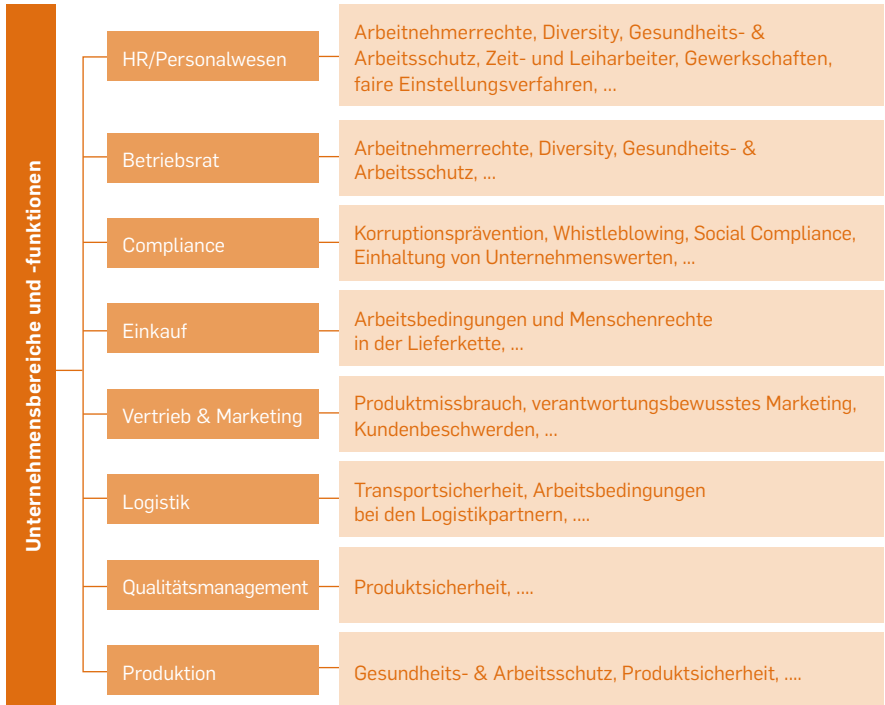 Unternehmensbereiche und -funktionen
HR/Personalwesen
Arbeitnehmerrechte, Diversity, Gesundheits- &
Arbeitsschutz, Zeit- und Leiharbeiter, Gewerkschaften,
faire Einstellungsverfahren, ...
Betriebsrat
Arbeitnehmerrechte, Diversity, Gesundheits- &
Arbeitsschutz, ...
Compliance
Korruptionsprävention, Whistleblowing, Social Compliance,
Einhaltung von Unternehmenswerten, ...
Einkauf
Arbeitsbedingungen und Menschenrechte
in der Lieferkette, ...
Vertrieb & Marketing
Produktmissbrauch, verantwortungsbewusstes Marketing,
Kundenbeschwerden, ...
Logistik
Transportsicherheit, Arbeitsbedingungen
bei den Logistikpartnern, ....
Qualitätsmanagement
Produktsicherheit, ....
Produktion
Gesundheits- & Arbeitsschutz, Produktsicherheit, ....